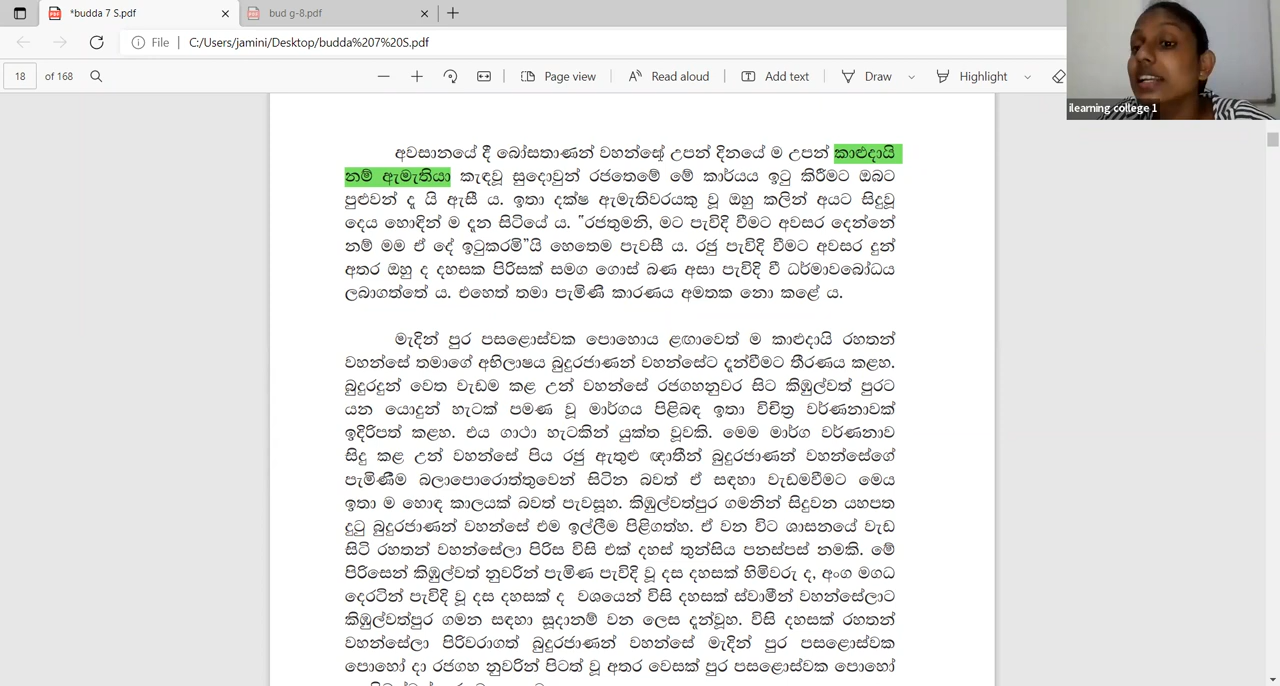 *budda 7 S.pdf
bud g-8.pdf
File
C:/Users/jamini/Desktop/budda%207%20S.pdf
18 of 168
Page view
Read aloud
Add text
Draw
Highlight
ilearning college 1
අවසානයේ දී බෝසතාණන් වහන්සේ උපන් දිනයේ ම උපන් කාළුදායි
නම් ඇමැතියා කැඳවූ සුදොවුන් රජතෙමේ මේ කාර්යය ඉටු කිරීමට ඔබට
පුළුවන් ද යි ඇසී ය. ඉතා දක්ෂ ඇමැතිවරයකු වූ ඔහු කලින් අයට සිදුවූ
දෙය හොඳින් ම දැන සිටියේ ය. "රජතුමනි, මට පැවිදි වීමට අවසර දෙන්නේ
නම් මම ඒ දේ ඉටුකරමි"යි හෙතෙම පැවසී ය. රජු පැවිදි වීමට අවසර දුන්
අතර ඔහු ද දහසක පිරිසක් සමග ගොස් බණ අසා පැවිදි වී ධර්මාවබෝධය
ලබාගත්තේ ය. එහෙත් තමා පැමිණි කාරණය අමතක නො කළේ ය.
මැදින් පුර පසළොස්වක පොහොය ළඟාවෙත් ම කාළුදායි රහතන්
වහන්සේ තමාගේ අභිලාෂය බුදුරජාණන් වහන්සේට දැන්වීමට තීරණය කළහ.
බුදුරදුන් වෙත වැඩම කළ උන් වහන්සේ රජගහනුවර සිට කිඹුල්වත් පුරට
යන යොදුන් හැටක් පමණ වූ මාර්ගය පිළිබඳ ඉතා විචිත්‍ර වර්ණනාවක්
ඉදිරිපත් කළහ. එය ගාථා හැටකින් යුක්ත වූවකි. මෙම මාර්ග වර්ණනාව
සිදු කළ උන් වහන්සේ පිය රජු ඇතුළු ඥාතීන් බුදුරජාණන් වහන්සේගේ
පැමිණීම බලාපොරොත්තුවෙන් සිටින බවත් ඒ සඳහා වැඩමවීමට මෙය
ඉතා ම හොඳ කාලයක් බවත් පැවසූහ. කිඹුල්වත්පුර ගමනින් සිදුවන යහපත
දුටු බුදුරජාණන් වහන්සේ එම ඉල්ලීම පිළිගත්හ. ඒ වන විට ශාසනයේ වැඩ
සිටි රහතන් වහන්සේලා පිරිස විසි එක් දහස් තුන්සිය පනස්පස් නමකි. මේ
පිරිසෙන් කිඹුල්වත් නුවරින් පැමිණ පැවිදි වූ දස දහසක් හිමිවරු ද, අංග මගධ
දෙරටින් පැවිදි වූ දස දහසක් ද වශයෙන් විසි දහසක් ස්වාමීන් වහන්සේලාට
කිඹුල්වත්පුර ගමන සඳහා සූදානම් වන ලෙස දැන්වූහ. විසි දහසක් රහතන්
වහන්සේලා පිරිවරාගත් බුදුරජාණන් වහන්සේ මැදින් පුර පසළොස්වක
පොහෝ දා රජගහ නුවරින් පිටත් වූ අතර වෙසක් පුර පසළොස්වක පොහෝ